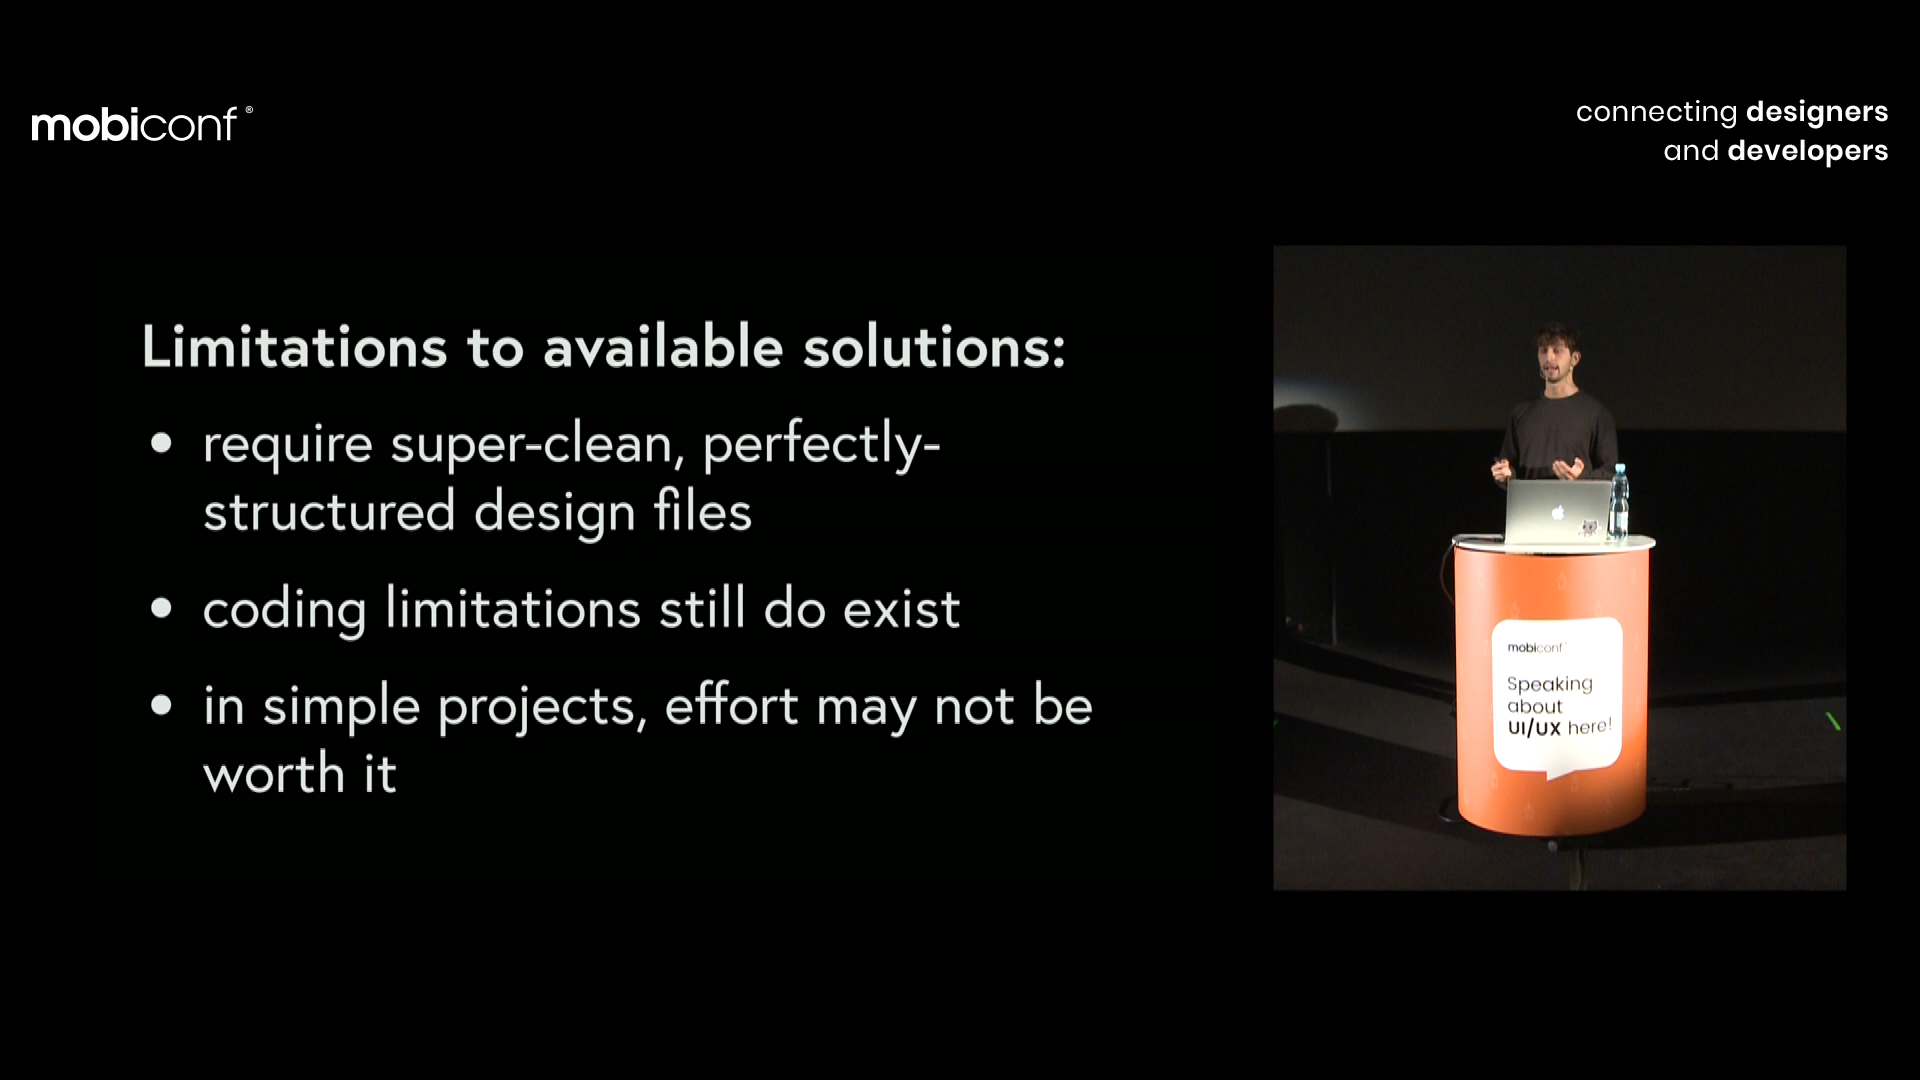 mobiconf®
connecting designers
and developers
Limitations to available solutions:
• require super-clean, perfectly-
structured design files
• coding limitations still do exist
• in simple projects, effort may not be
worth it
mobiconf
Speaking
about
UI/UX here!